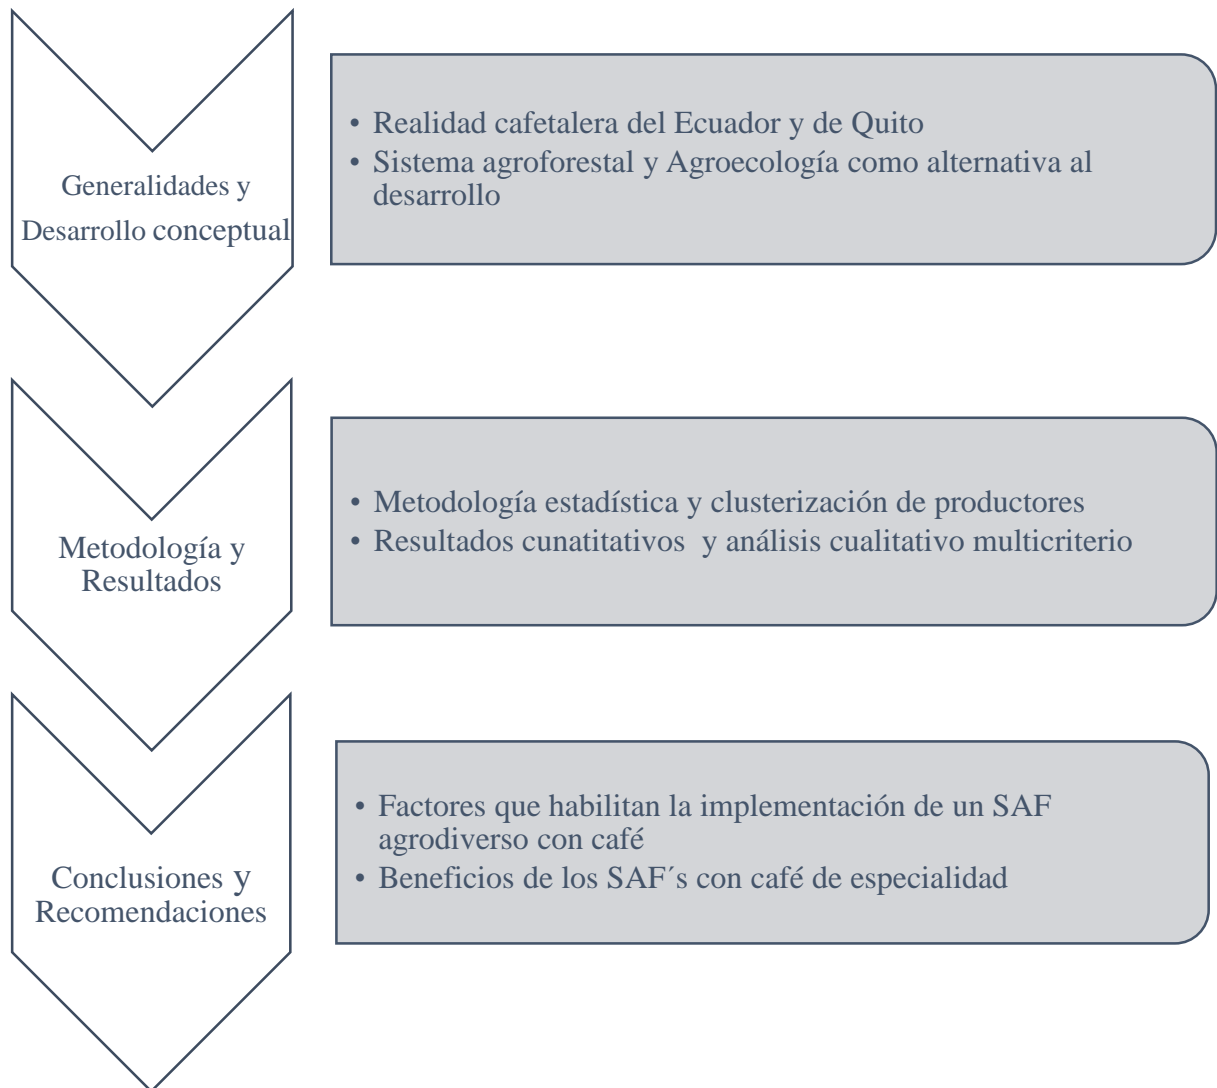 Generalidades y
Desarrollo conceptual
• Realidad cafetalera del Ecuador y de Quito
• Sistema agroforestal y Agroecología como alternativa al
desarrollo
Metodología y
Resultados
• Metodología estadística y clusterización de productores
• Resultados cunatitativos y análisis cualitativo multicriterio
Conclusiones y
Recomendaciones
• Factores que habilitan la implementación de un SAF
agrodiverso con café
• Beneficios de los SAF´s con café de especialidad